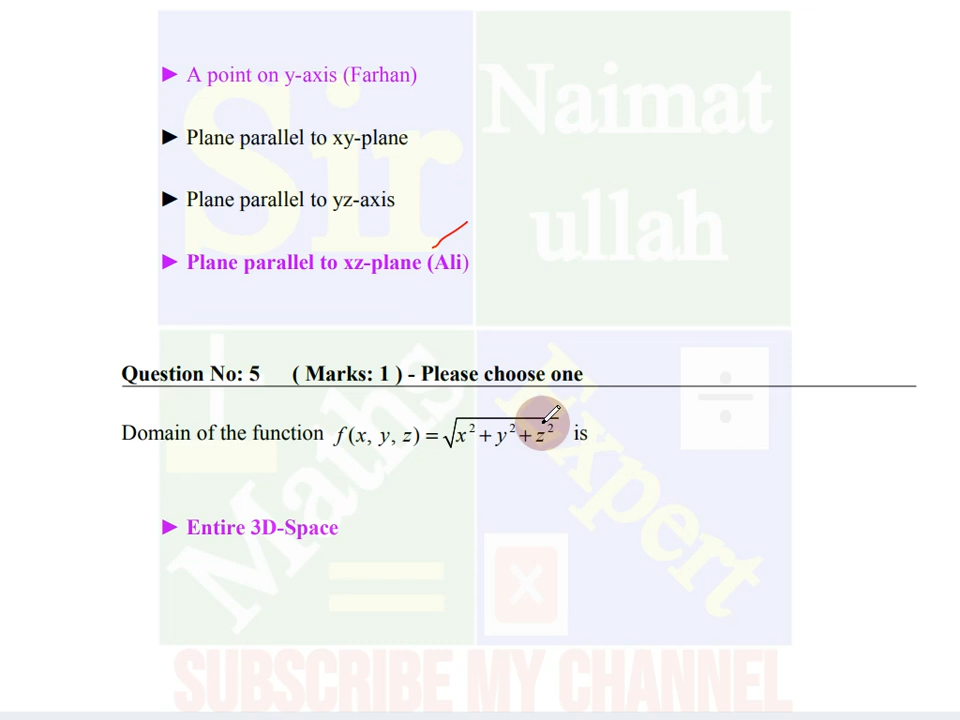 ► A point on y-axis (Farhan)
► Plane parallel to xy-plane
► Plane parallel to yz-axis
► Plane parallel to xz-plane (Ali)
Question No: 5 ( Marks: 1 ) - Please choose one
Domain of the function f(x, y, z) = √x² + y² + z² is
► Entire 3D-Space
Sir
Naimat
ullah
Maths
Expert
SUBSCRIBE MY CHANNEL